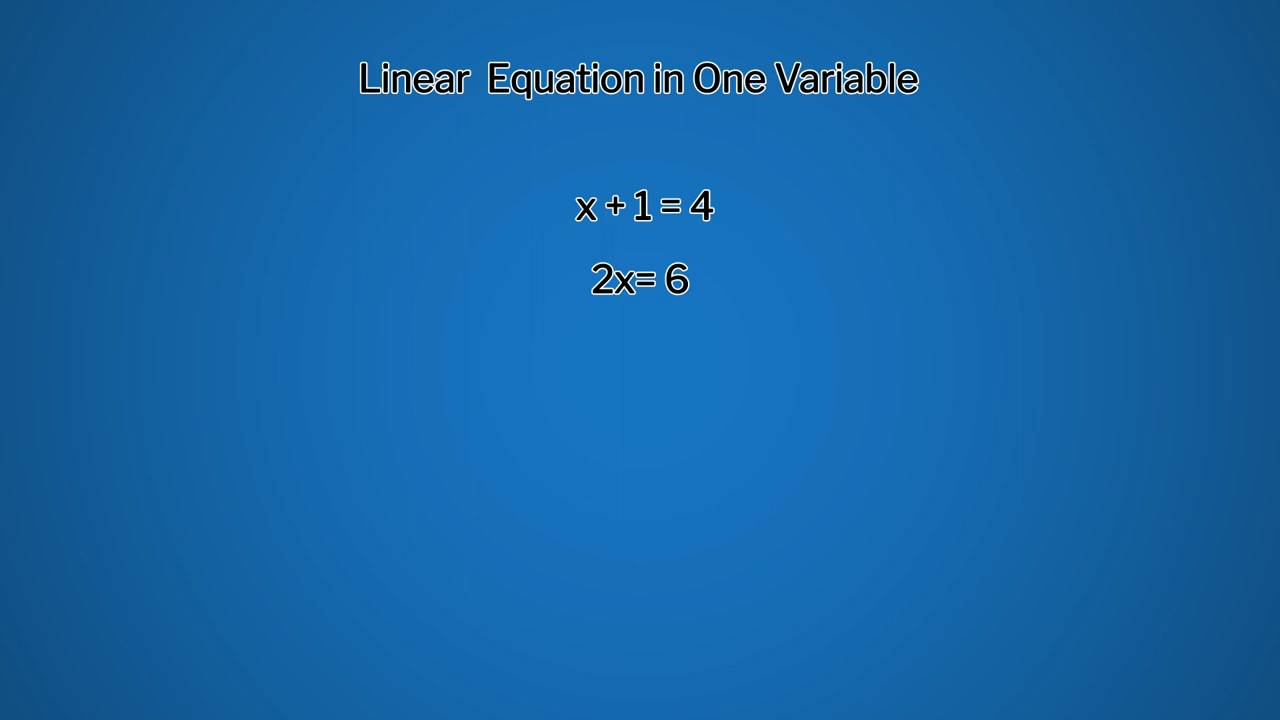 Linear Equation in One Variable
x + 1 = 4
2x= 6